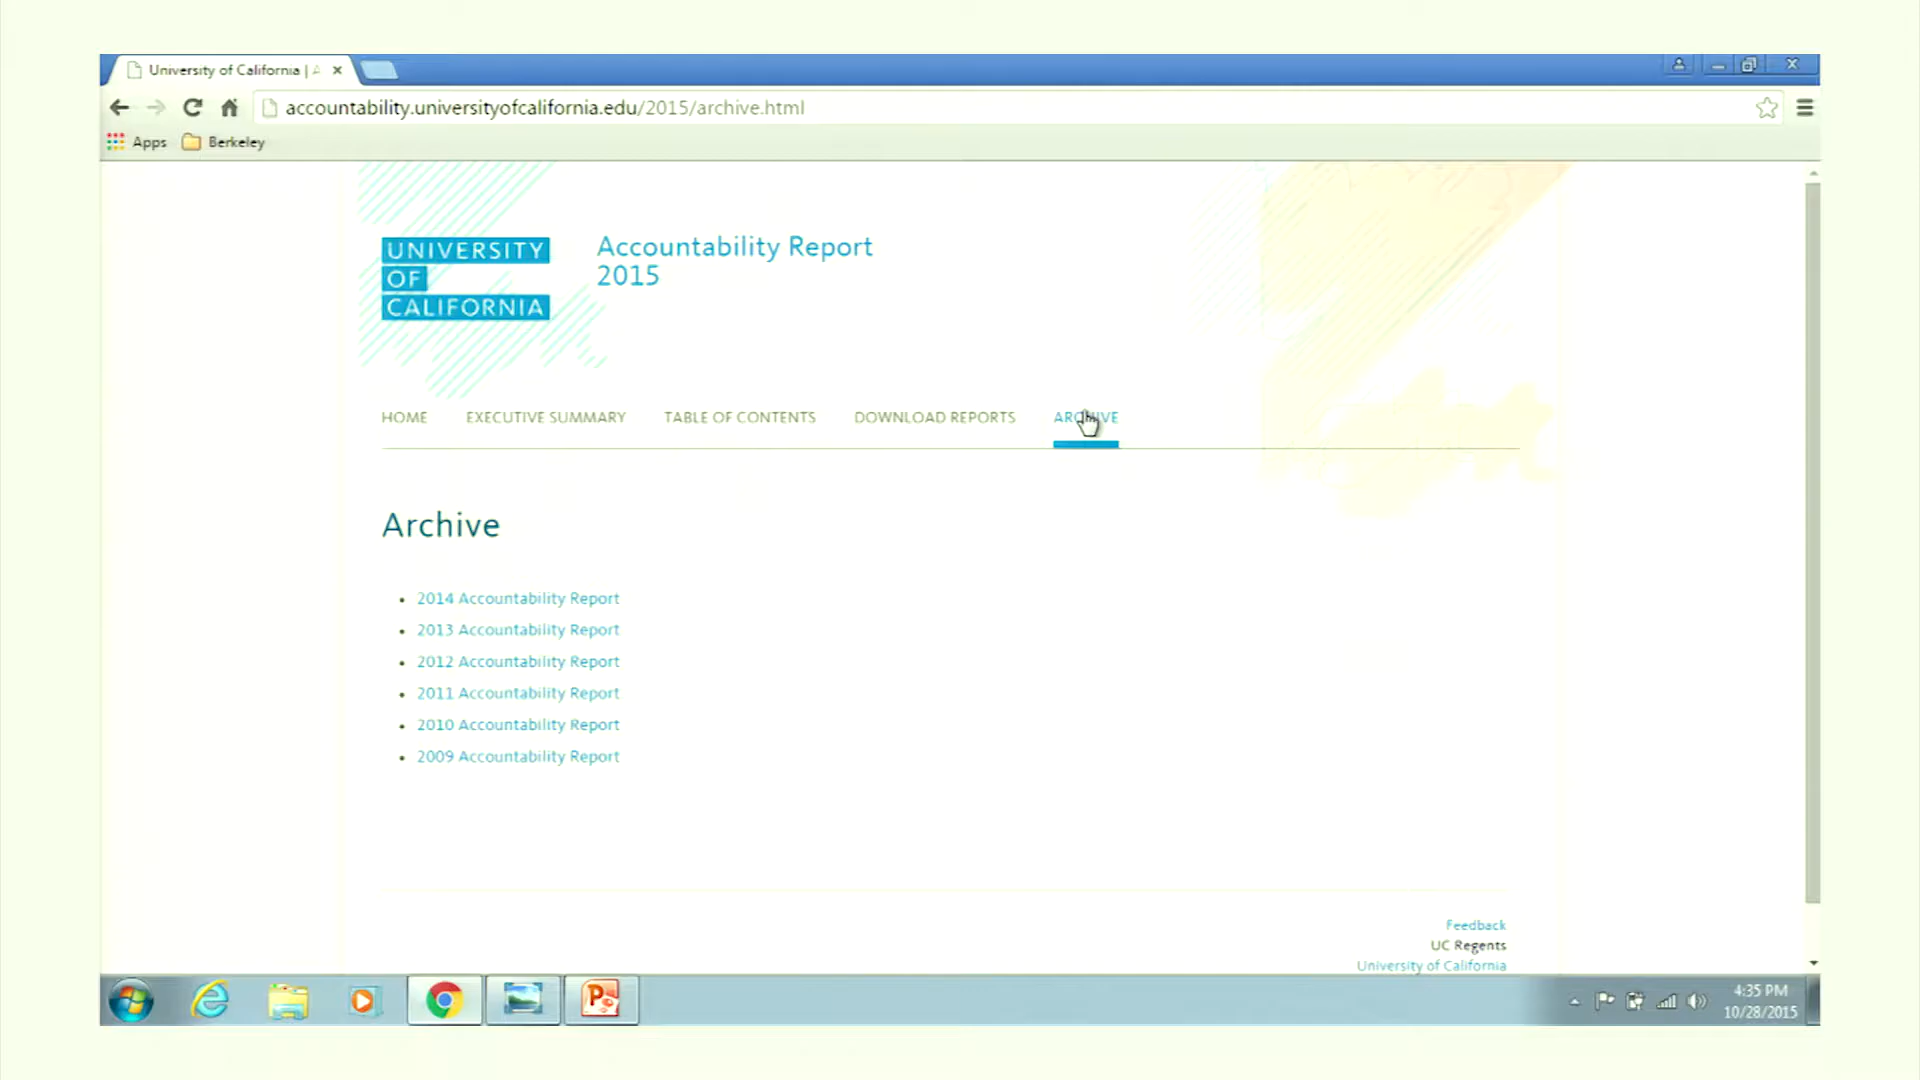 University of California | A
accountability.universityofcalifornia.edu/2015/archive.html
Apps
Berkeley
UNIVERSITY
OF
CALIFORNIA
Accountability Report
2015
HOME
EXECUTIVE SUMMARY
TABLE OF CONTENTS
DOWNLOAD REPORTS
ARCHIVE
Archive
2014 Accountability Report
2013 Accountability Report
2012 Accountability Report
2011 Accountability Report
2010 Accountability Report
2009 Accountability Report
Feedback
UC Regents
University of California
4:35 PM
10/28/2015